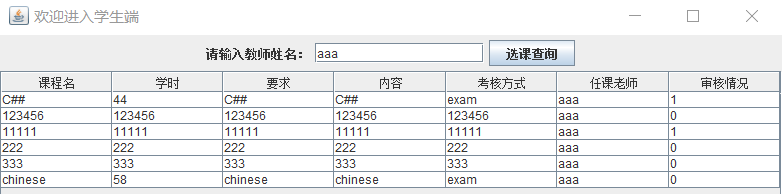 欢迎进入学生端
请输入教师姓名： aaa 选课查询
课程名 学时 要求 内容 考核方式 任课老师 审核情况
C## 44 C## C## exam aaa 1
123456 123456 123456 123456 123456 aaa 0
11111 11111 11111 11111 11111 aaa 1
222 222 222 222 222 aaa 0
333 333 333 333 333 aaa 0
chinese 58 chinese chinese exam aaa 0